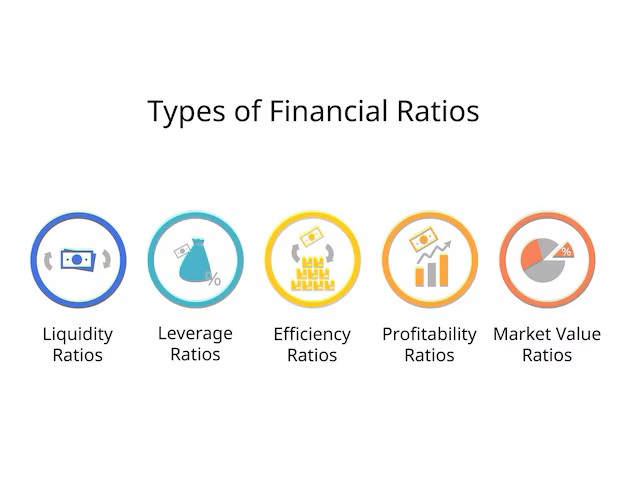 Types of Financial Ratios
%
%
Liquidity
Ratios
Leverage
Ratios
Efficiency
Ratios
Profitability
Ratios
Market Value
Ratios